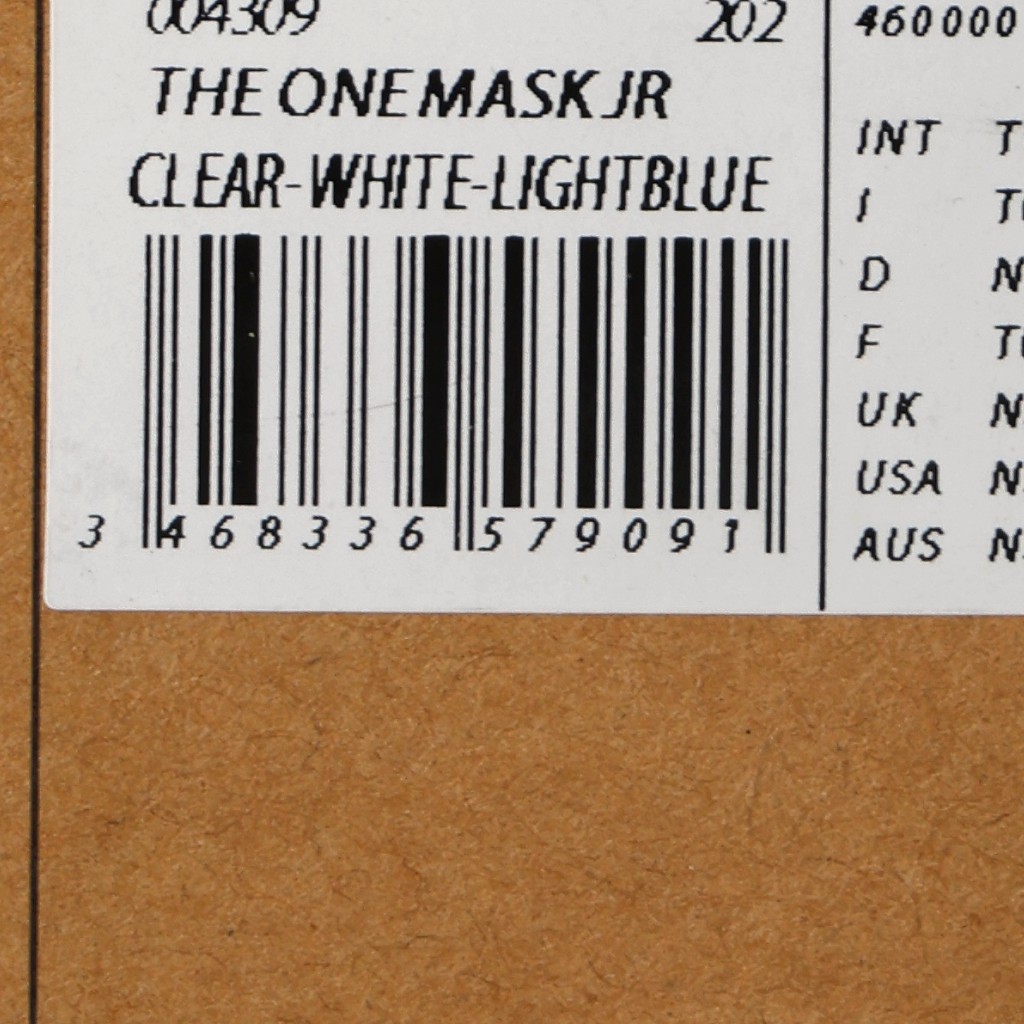 004309 202
THE ONE MASK JR
CLEAR-WHITE-LIGHTBLUE
3 468336 579091
460000
INT T
I
D N
F
UK N
USA N
AUS N